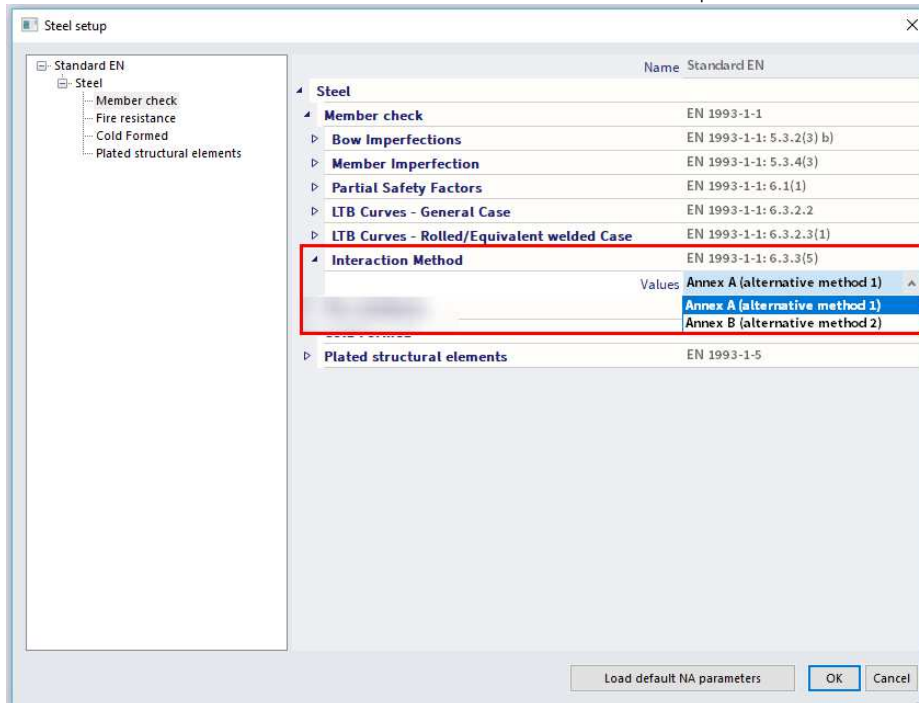 Steel setup
Standard EN
Steel
Member check
Fire resistance
Cold Formed
Plated structural elements
Name Standard EN
Steel
Member check EN 1993-1-1
Bow Imperfections EN 1993-1-1: 5.3.2(3) b)
Member Imperfection EN 1993-1-1: 5.3.4(3)
Partial Safety Factors EN 1993-1-1: 6.1(1)
LTB Curves - General Case EN 1993-1-1: 6.3.2.2
LTB Curves - Rolled/Equivalent welded Case EN 1993-1-1: 6.3.2.3(1)
Interaction Method EN 1993-1-1: 6.3.3(5)
Values Annex A (alternative method 1)
Annex A (alternative method 1)
Annex B (alternative method 2)
Plated structural elements EN 1993-1-5
Load default NA parameters OK Cancel